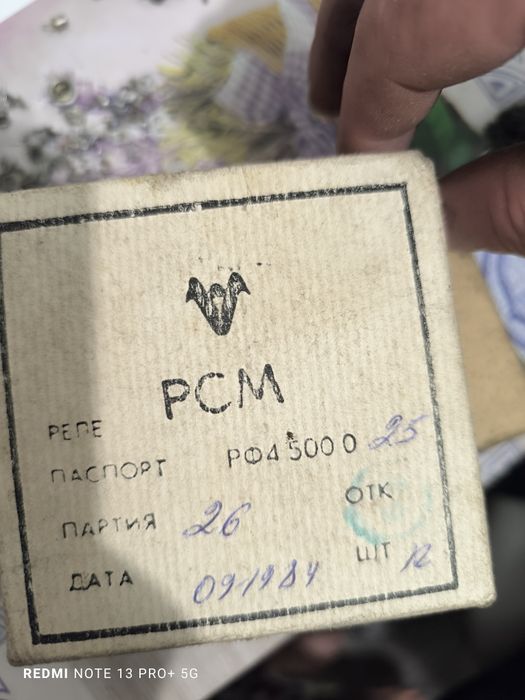 РСМ
РЕЛЕ
ПАСПОРТ РФ4 500 0 25
ПАРТИЯ 26 ОТК
ДАТА 09.1984 ШТ 12
REDMI NOTE 13 PRO+ 5G